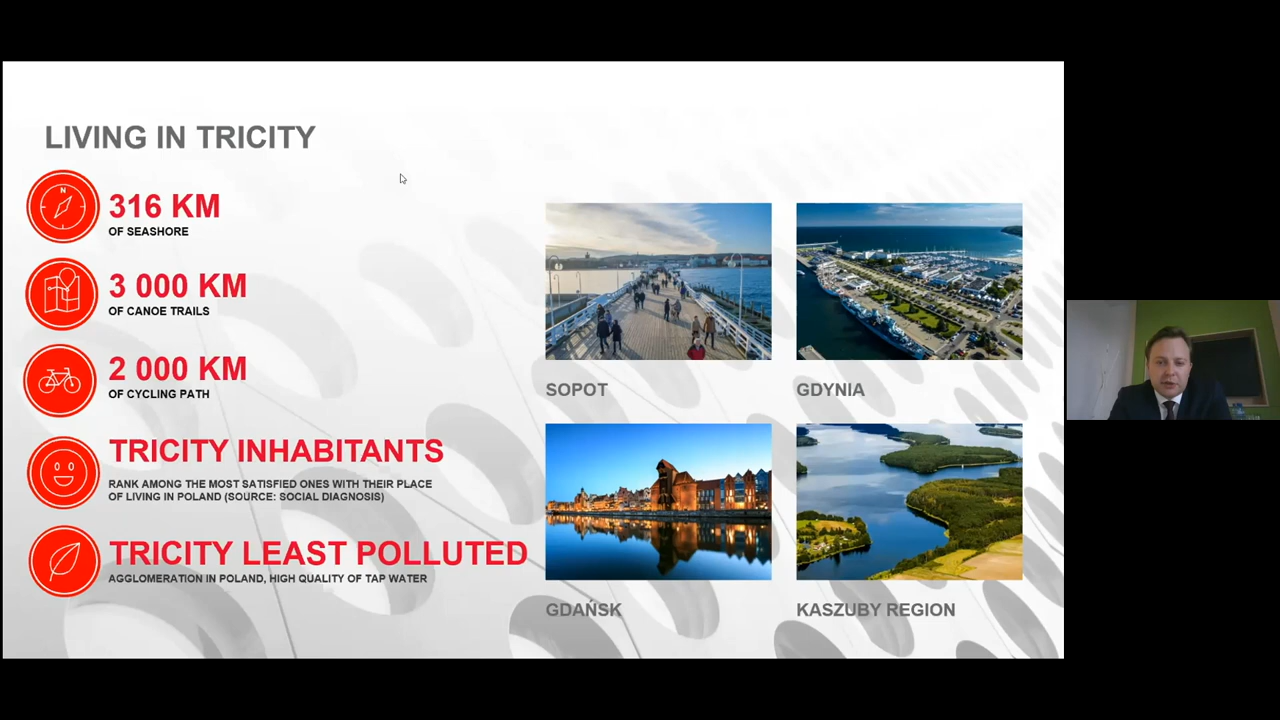 LIVING IN TRICITY
N
316 KM
OF SEASHORE
3 000 KM
OF CANOE TRAILS
2 000 KM
OF CYCLING PATH
TRICITY INHABITANTS
RANK AMONG THE MOST SATISFIED ONES WITH THEIR PLACE
OF LIVING IN POLAND (SOURCE: SOCIAL DIAGNOSIS)
TRICITY LEAST POLLUTED
AGGLOMERATION IN POLAND, HIGH QUALITY OF TAP WATER
SOPOT
GDYNIA
GDAŃSK
KASZUBY REGION